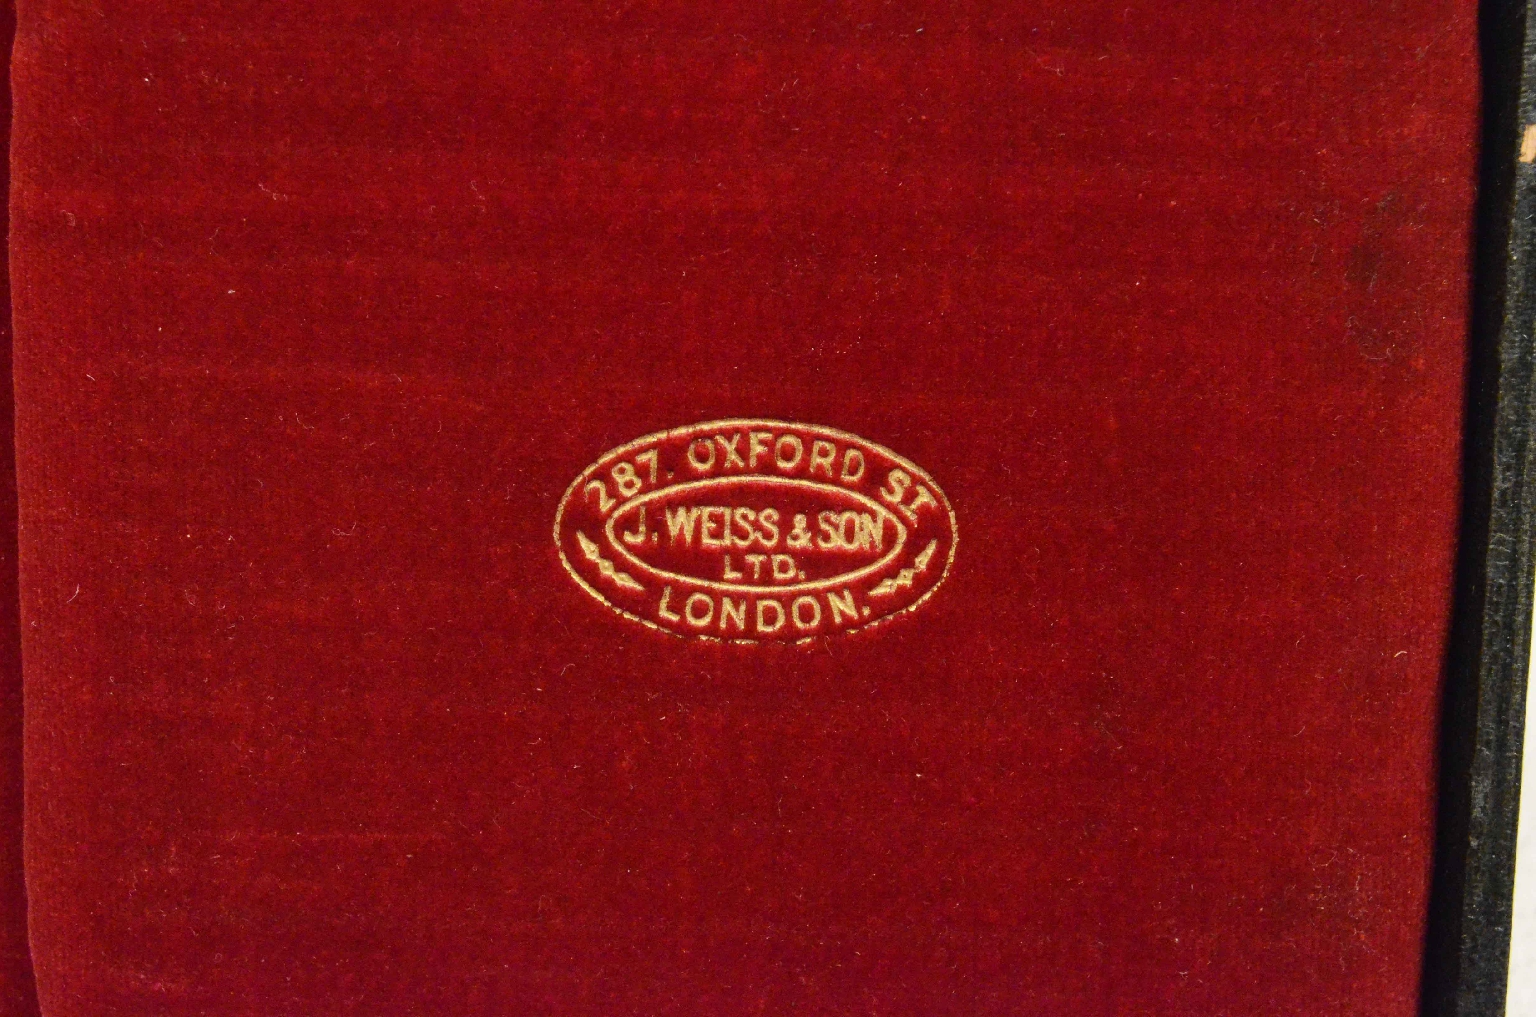 287. OXFORD ST
J. WEISS & SON
LTD.
LONDON.